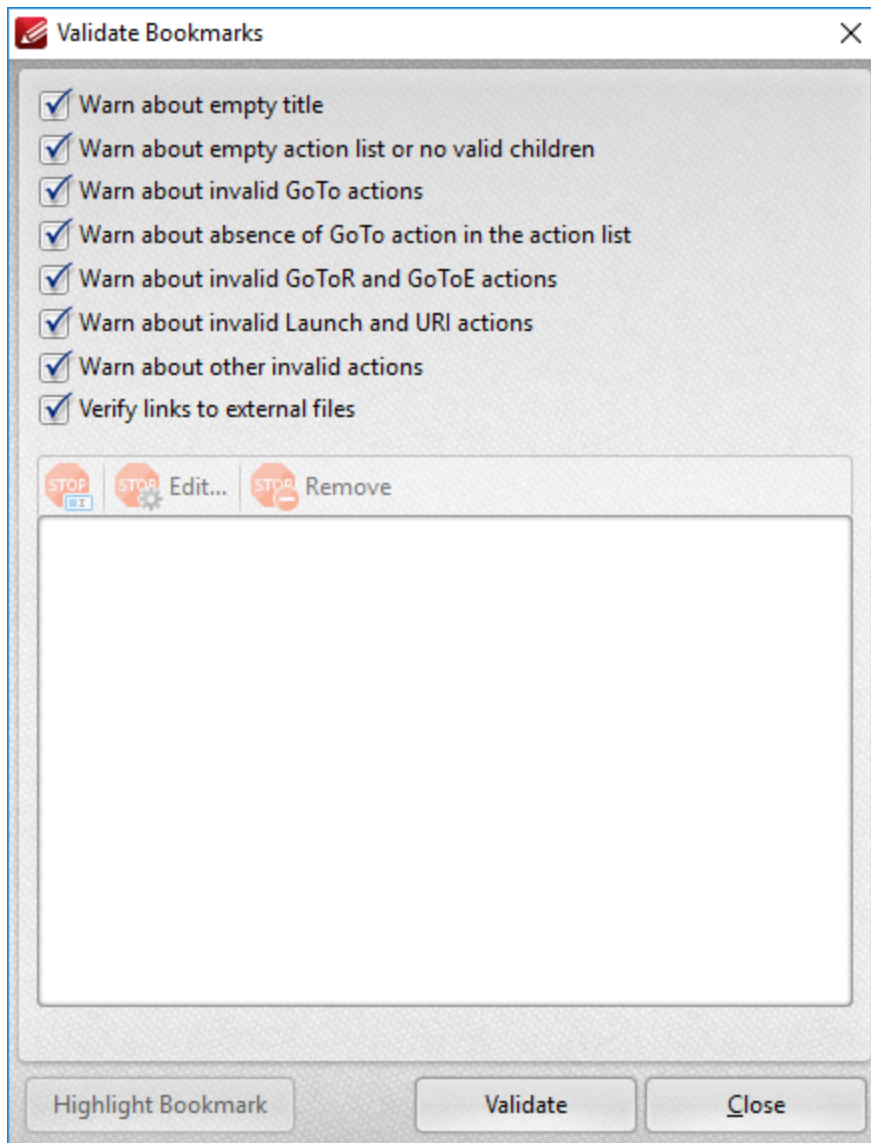 Validate Bookmarks
Warn about empty title
Warn about empty action list or no valid children
Warn about invalid GoTo actions
Warn about absence of GoTo action in the action list
Warn about invalid GoToR and GoToE actions
Warn about invalid Launch and URI actions
Warn about other invalid actions
Verify links to external files
STOP STOP Edit... STOP Remove
Highlight Bookmark Validate Close